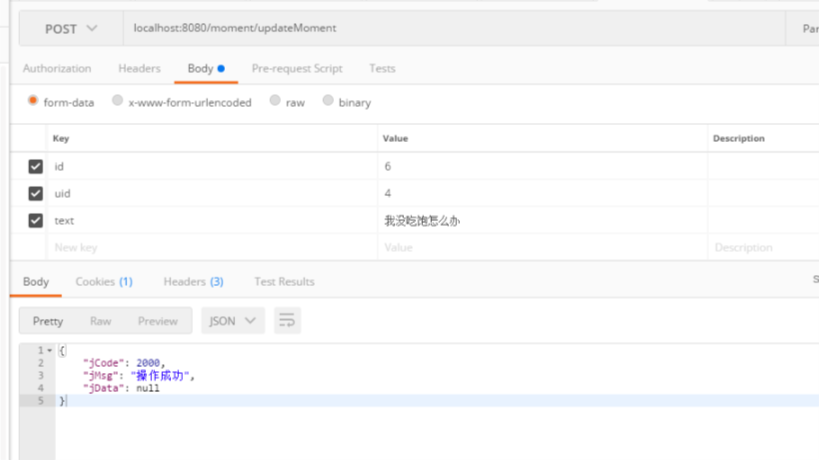 POST localhost:8080/moment/updateMoment
Authorization Headers Body Pre-request Script Tests
form-data x-www-form-urlencoded raw binary
Key Value Description
id 6
uid 4
text 我没吃饱怎么办
New key Value Description
Body Cookies (1) Headers (3) Test Results
Pretty Raw Preview JSON
1 {
2 "jCode": 2000,
3 "jMsg": "操作成功",
4 "jData": null
5 }